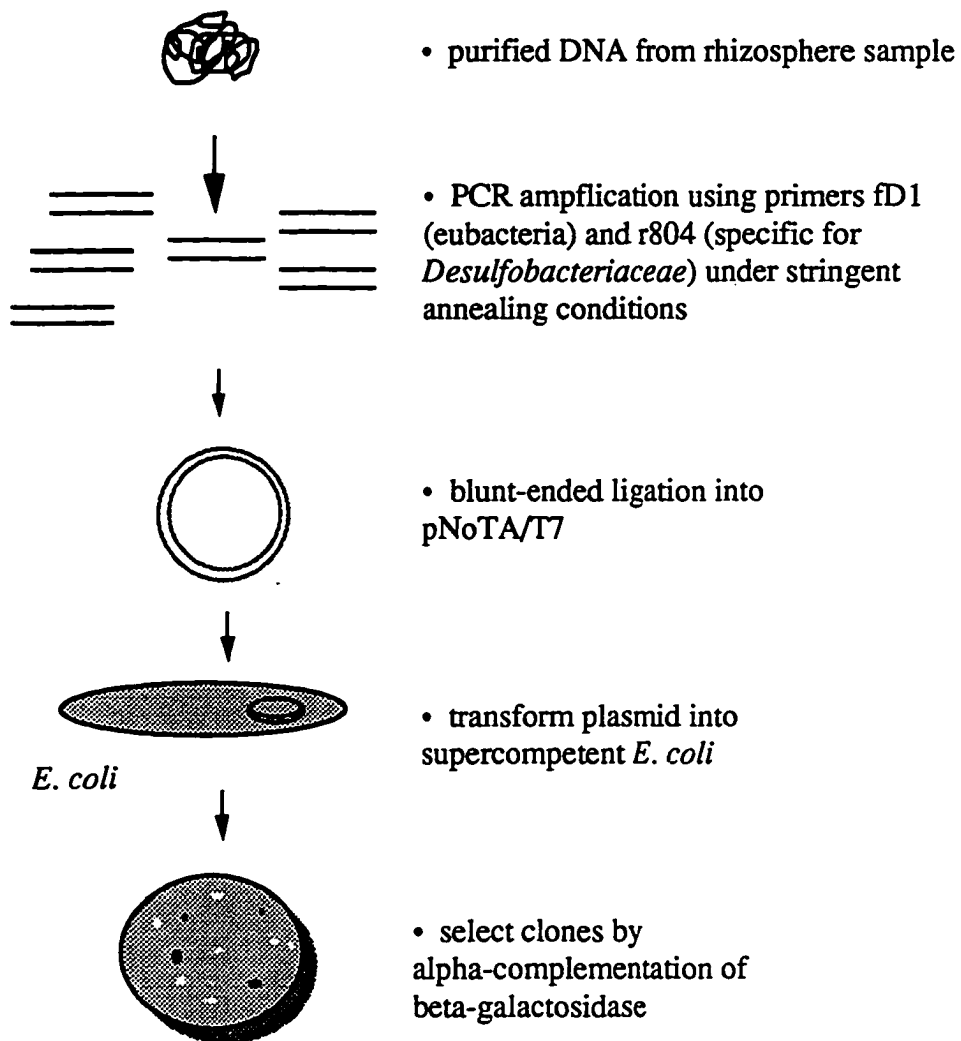 • purified DNA from rhizosphere sample
• PCR ampflication using primers fD1
(eubacteria) and r804 (specific for
Desulfobacteriaceae) under stringent
annealing conditions
• blunt-ended ligation into
pNoTA/T7
• transform plasmid into
supercompetent E. coli
E. coli
• select clones by
alpha-complementation of
beta-galactosidase